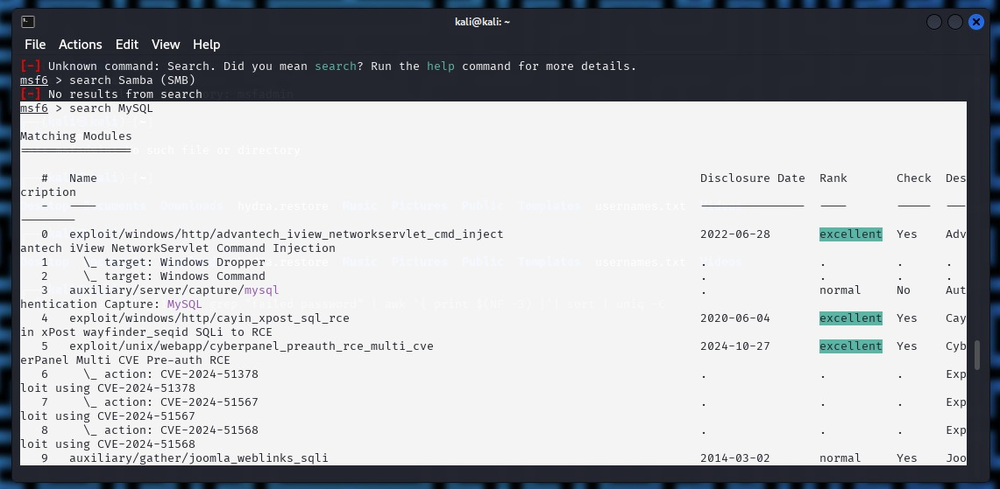 kali@kali: ~
File Actions Edit View Help
[-] Unknown command: Search. Did you mean search? Run the help command for more details.
msf6 > search Samba (SMB)
[-] No results from search
msf6 > search MySQL
Matching Modules
================
# Name Disclosure Date Rank Check Des
cription
- ---- --------------- ---- ----- ---
--------
0 exploit/windows/http/advantech_iview_networkservlet_cmd_inject 2022-06-28 excellent Yes Adv
antech iView NetworkServlet Command Injection
1 \_ target: Windows Dropper . . . .
2 \_ target: Windows Command . . . .
3 auxiliary/server/capture/mysql . normal No Aut
hentication Capture: MySQL
4 exploit/windows/http/cayin_xpost_sql_rce 2020-06-04 excellent Yes Cay
in xPost wayfinder_seqid SQLi to RCE
5 exploit/unix/webapp/cyberpanel_preauth_rce_multi_cve 2024-10-27 excellent Yes Cyb
erPanel Multi CVE Pre-auth RCE
6 \_ action: CVE-2024-51378 . . . Exp
loit using CVE-2024-51378
7 \_ action: CVE-2024-51567 . . . Exp
loit using CVE-2024-51567
8 \_ action: CVE-2024-51568 . . . Exp
loit using CVE-2024-51568
9 auxiliary/gather/joomla_weblinks_sqli 2014-03-02 normal Yes Joo